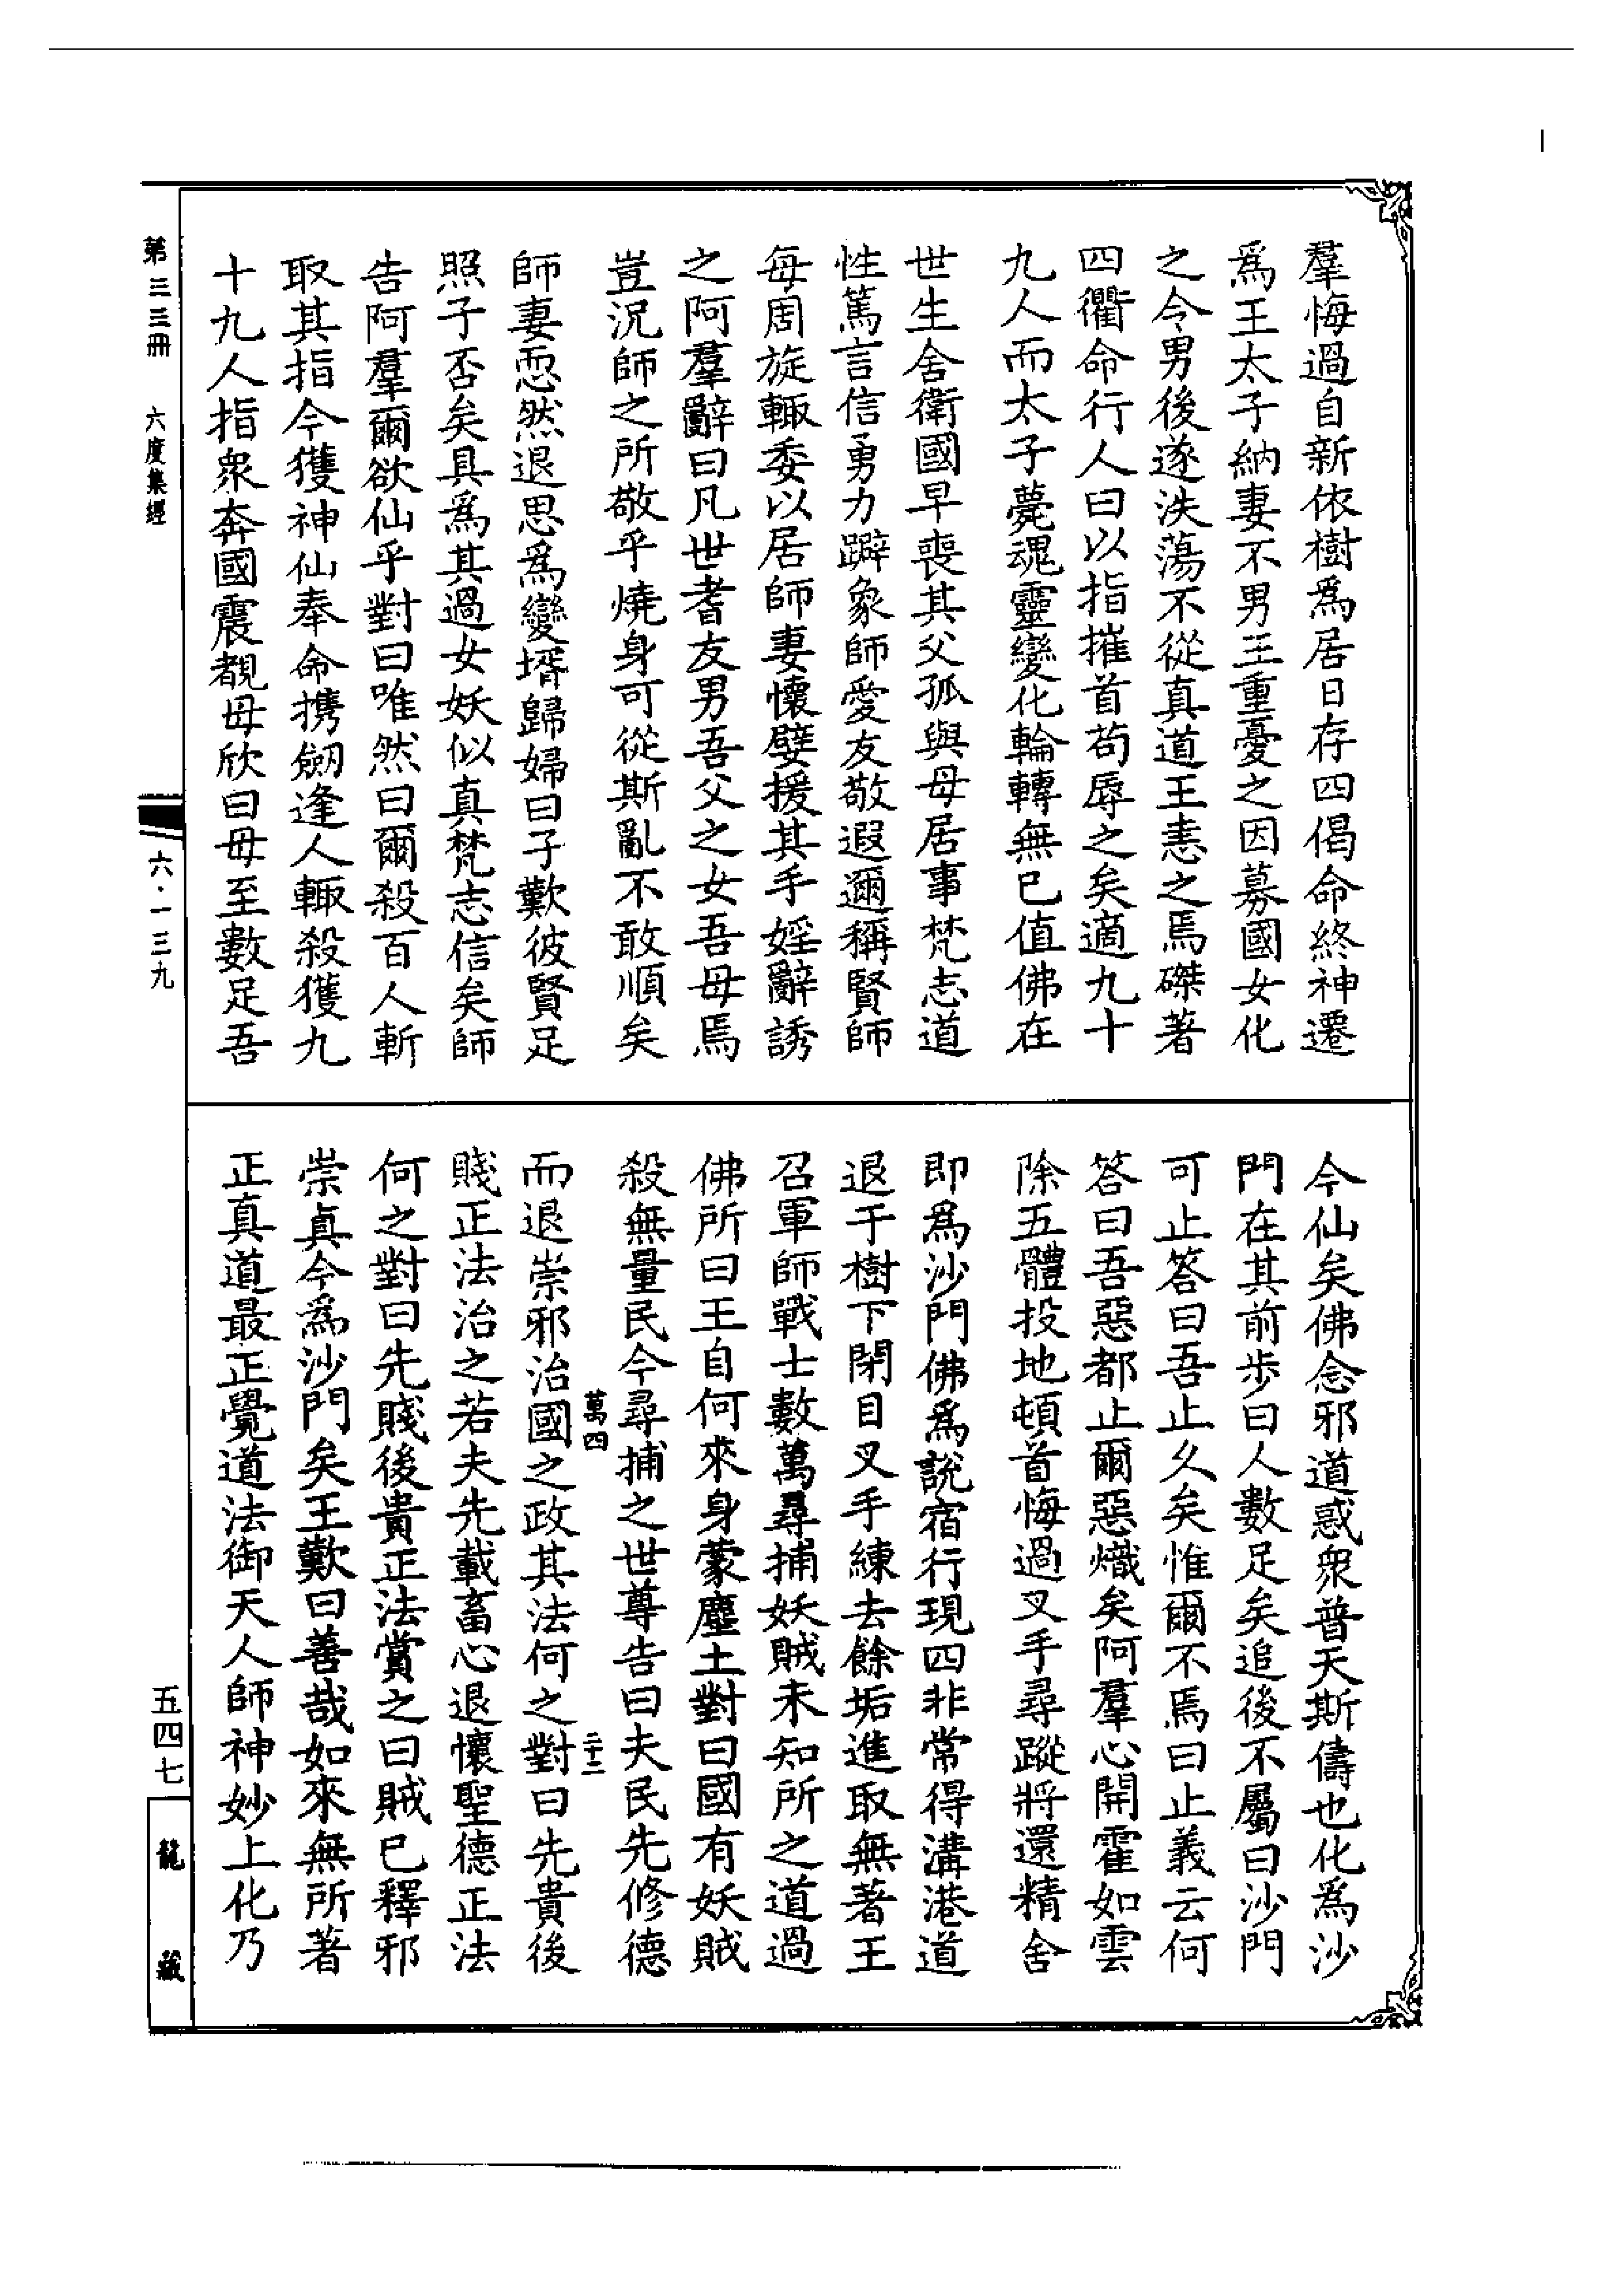 羣悔過自新依樹爲居日存四偈命終神遷
爲王太子納妻不男王重憂之因募國女化
之令男後遂泆蕩不從真道王恚之焉磔著
四衢命行人曰以指摧首苟辱之矣適九十
九人而太子薨魂靈變化輪轉無已值佛在
世生舍衛國早喪其父孤與母居事梵志道
性篤言信勇力躃象師愛友敬遐邇稱賢師
每周旋輒委以居師妻懷嬖援其手婬辭誘
之阿羣辭曰凡世耆友男吾父之女吾母焉
豈況師之所敬乎燒身可從斯亂不敢順矣
師妻恧然退思爲變壻歸婦曰子歎彼賢足
照子否矣具爲其過女妖似真梵志信矣師
告阿羣爾欲仙乎對曰唯然曰爾殺百人斬
取其指今獲神仙奉命攜劒逢人輒殺獲九
十九人指衆奔國震覩母欣曰母至數足吾
今仙矣佛念邪道惑衆普天斯儔也化爲沙
門在其前步曰人數足矣追後不屬曰沙門
可止答曰吾止久矣惟爾不焉曰止義云何
答曰吾惡都止爾惡熾矣阿羣心開霍如雲
除五體投地頓首悔過叉手尋蹤將還精舍
即爲沙門佛爲說宿行現四非常得溝港道
退于樹下閉目叉手練去餘垢進取無著王
召軍師戰士數萬尋捕妖賊未知所之道過
佛所曰王自何來身蒙塵土對曰國有妖賊
殺無量民今尋捕之世尊告曰夫民先修德
萬四
二十二
而退崇邪治國之政其法何之對曰先貴後
賤正法治之若夫先載畜心退懷聖德正法
何之對曰先賤後貴正法賞之曰賊已釋邪
崇真今爲沙門矣王歎曰善哉如來無所著
正真道最正覺道法御天人師神妙上化乃
第三三冊
六度集經
六·一三九
五四七
龍藏